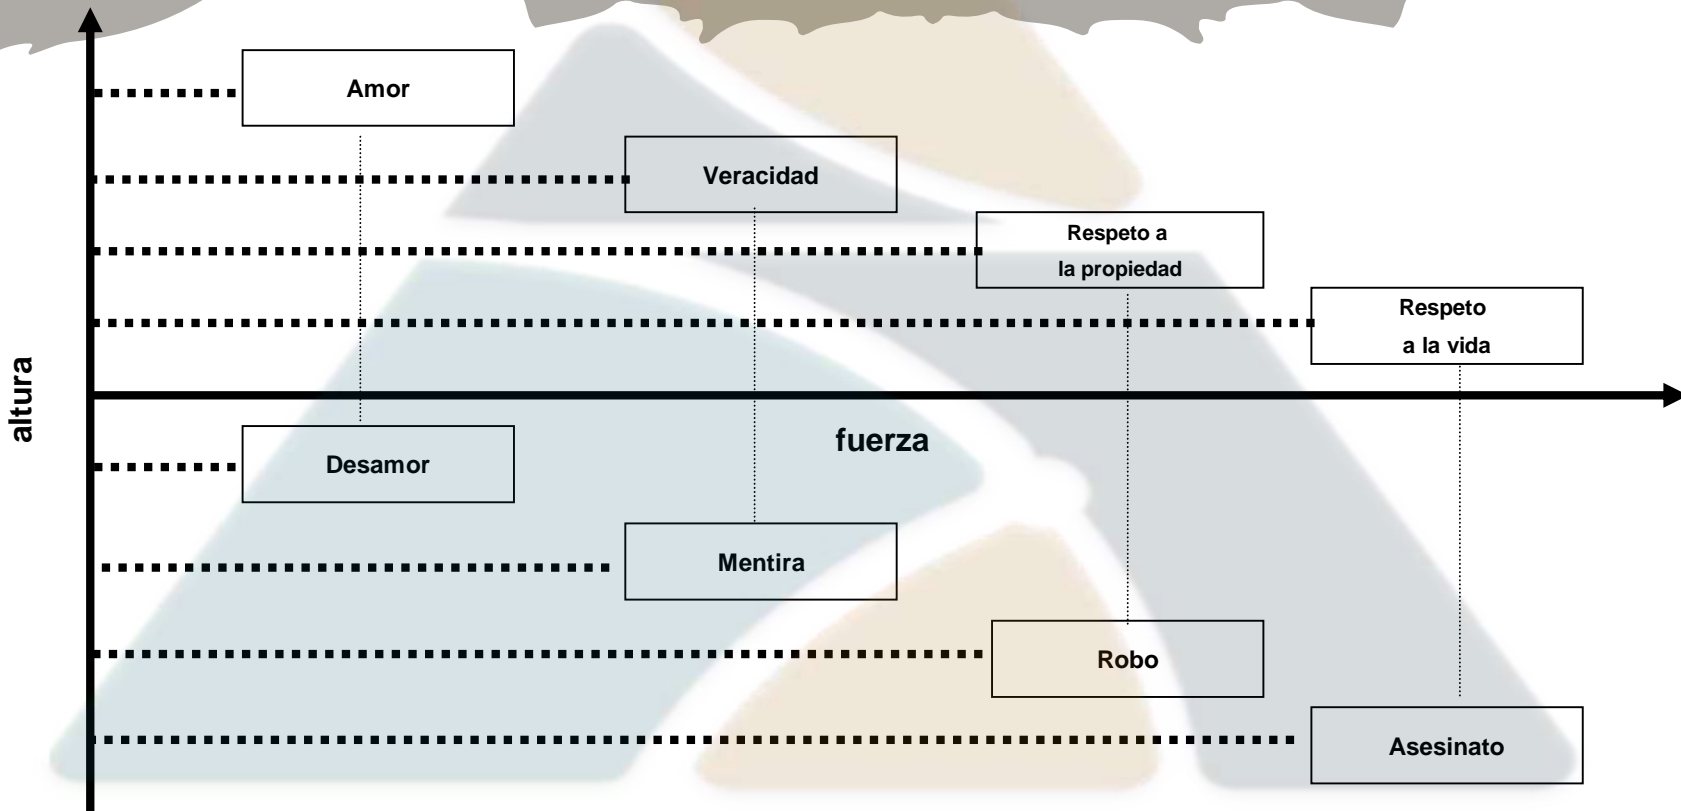 Amor
Veracidad
Respeto a
la propiedad
Respeto
a la vida
altura
fuerza
Desamor
Mentira
Robo
Asesinato